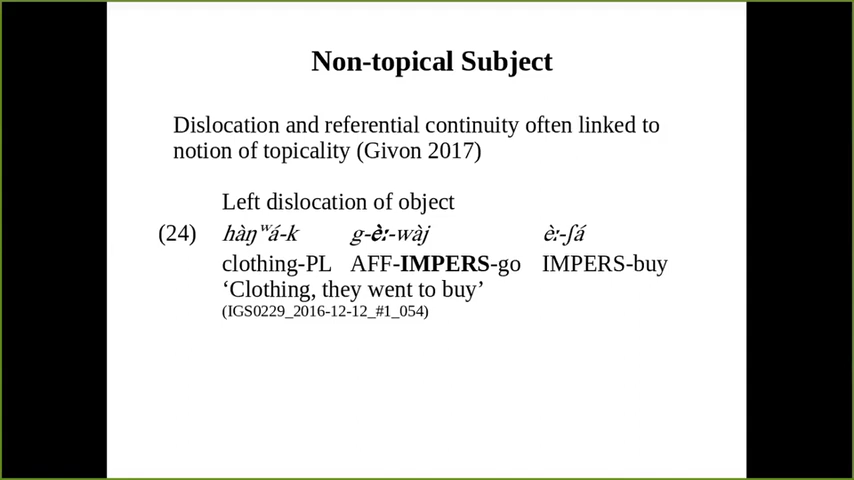 Non-topical Subject
Dislocation and referential continuity often linked to
notion of topicality (Givon 2017)
Left dislocation of object
(24) hàŋʷá-k g-èː-wàj èː-ʃá
clothing-PL AFF-IMPERS-go IMPERS-buy
‘Clothing, they went to buy’
(IGS0229_2016-12-12_#1_054)